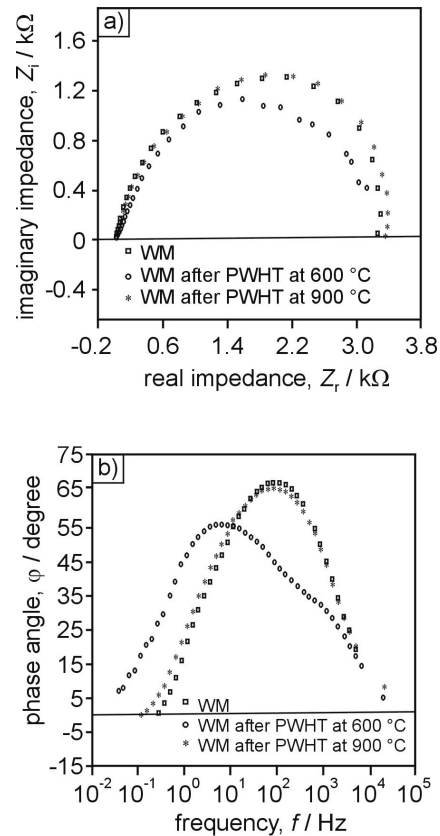 a)
imaginary impedance, Zi / kΩ
1.6
1.2
0.8
0.4
0
-0.4
WM
WM after PWHT at 600 °C
WM after PWHT at 900 °C
-0.2 0.6 1.4 2.2 3.0 3.8
real impedance, Zr / kΩ
b)
phase angle, φ / degree
75
65
55
45
35
25
15
5
-5
-15
WM
WM after PWHT at 600 °C
WM after PWHT at 900 °C
10-2 10-1 100 101 102 103 104 105
frequency, f / Hz